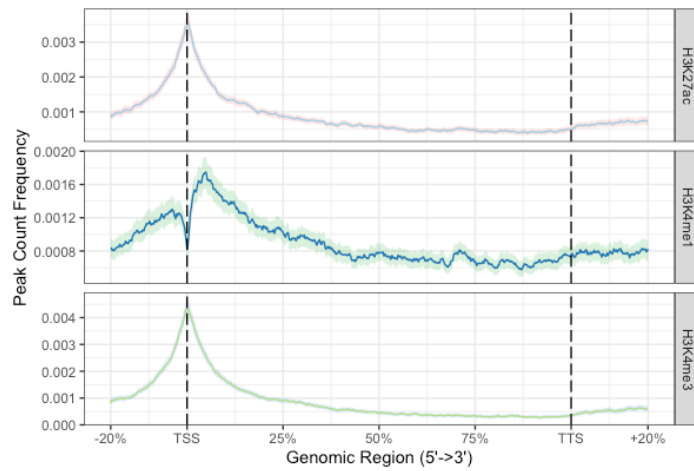 0.003
0.002
0.001
H3K27ac
0.0020
0.0016
0.0012
0.0008
H3K4me1
0.004
0.003
0.002
0.001
0.000
H3K4me3
Peak Count Frequency
-20% TSS 25% 50% 75% TTS +20%
Genomic Region (5'->3')